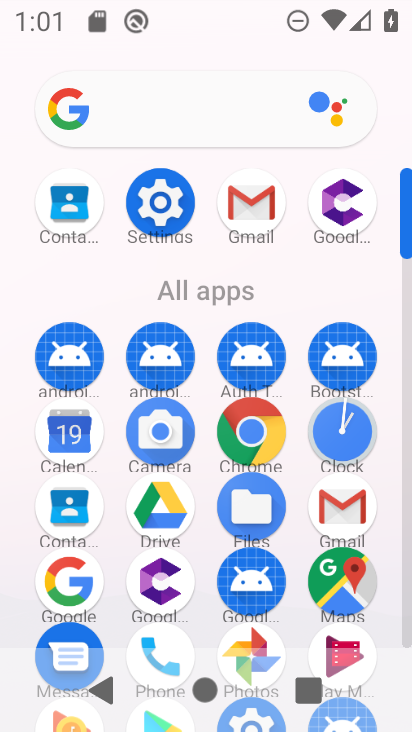 1:01
Conta... Settings Gmail Googl...
All apps
androi... androi... Auth T... Bootst...
Calen... Camera Chrome Clock
19
Conta... Drive Files Gmail
Google Googl... Googl... Maps
Messa... Phone Photos